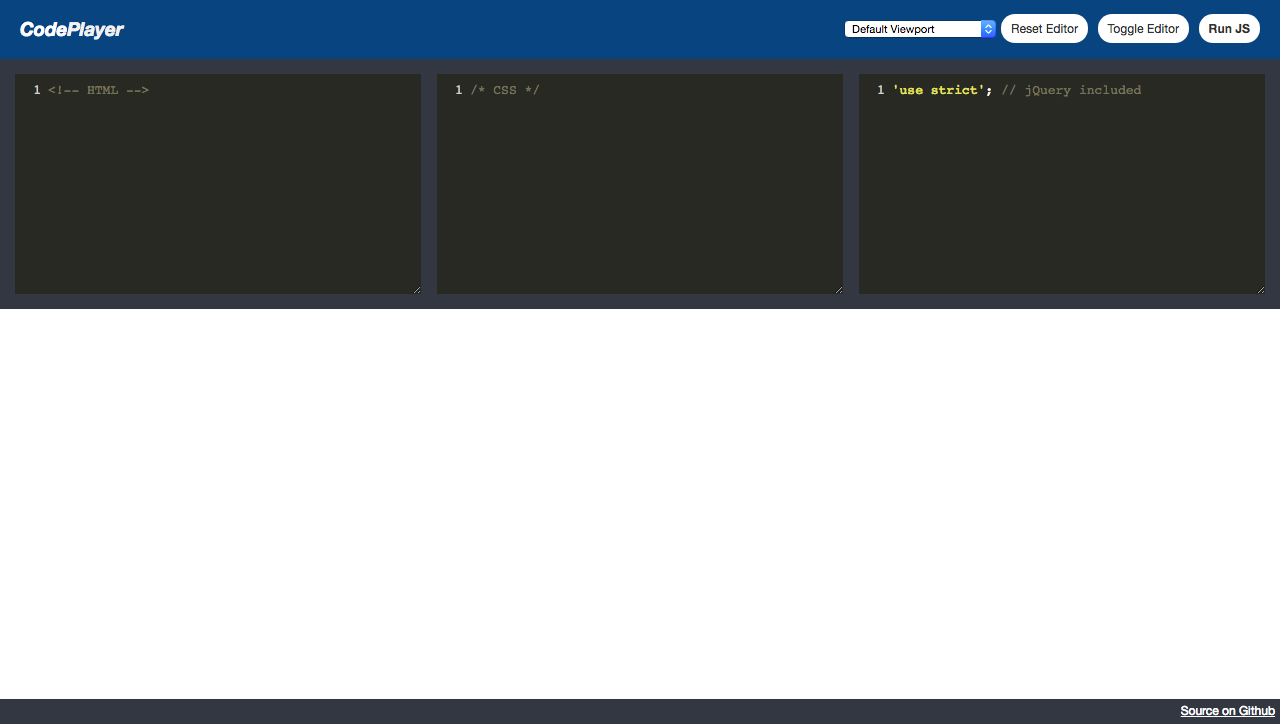 CodePlayer
Default Viewport
Reset Editor
Toggle Editor
Run JS
1 <!-- HTML -->
1 /* CSS */
1 'use strict'; // jQuery included
Source on Github